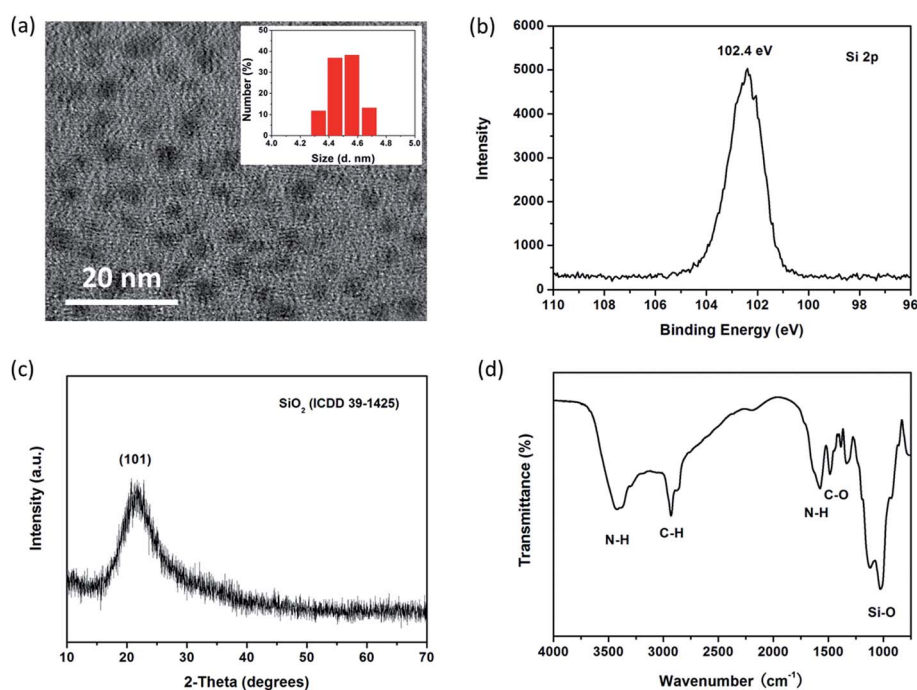 (a)
Number (%)
50
40
30
20
10
0
4.0 4.2 4.4 4.6 4.8 5.0
Size (d. nm)
20 nm
(b)
102.4 eV
Si 2p
Intensity
6000
5000
4000
3000
2000
1000
0
110 108 106 104 102 100 98 96
Binding Energy (eV)
(c)
SiO₂ (ICDD 39-1425)
(101)
Intensity (a.u.)
10 20 30 40 50 60 70
2-Theta (degrees)
(d)
Transmittance (%)
N-H
C-H
C-O
N-H
Si-O
4000 3500 3000 2500 2000 1500 1000
Wavenumber (cm⁻¹)